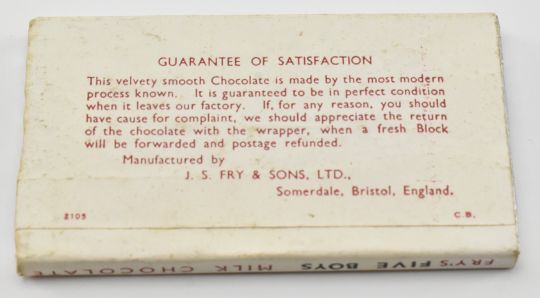 GUARANTEE OF SATISFACTION
This velvety smooth Chocolate is made by the most modern
process known. It is guaranteed to be in perfect condition
when it leaves our factory. If, for any reason, you should
have cause for complaint, we should appreciate the return
of the chocolate with the wrapper, when a fresh Block
will be forwarded and postage refunded.
Manufactured by
J. S. FRY & SONS, LTD.,
Somerdale, Bristol, England.
2105 C.B.
FRY'S FIVE BOYS MILK CHOCOLATE